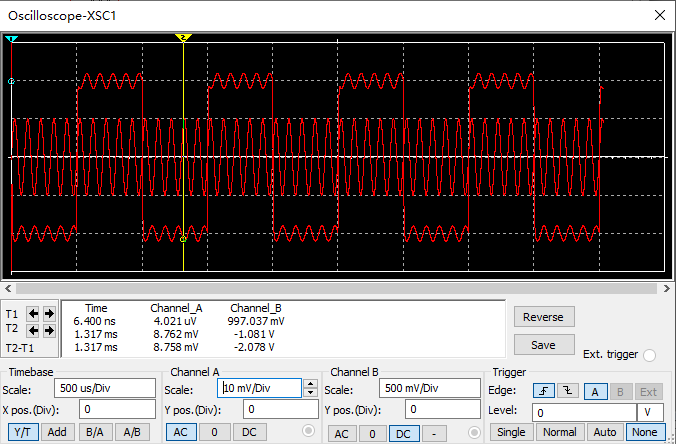 Oscilloscope-XSC1
1
2
T1
T2
T2-T1
Time Channel_A Channel_B
6.400 ns 4.021 uV 997.037 mV
1.317 ms 8.762 mV -1.081 V
1.317 ms 8.758 mV -2.078 V
Reverse
Save
Ext. trigger
Timebase
Scale: 500 us/Div
X pos.(Div): 0
Y/T Add B/A A/B
Channel A
Scale: 10 mV/Div
Y pos.(Div): 0
AC 0 DC
Channel B
Scale: 500 mV/Div
Y pos.(Div): 0
AC 0 DC -
Trigger
Edge: A B Ext
Level: 0 V
Single Normal Auto None